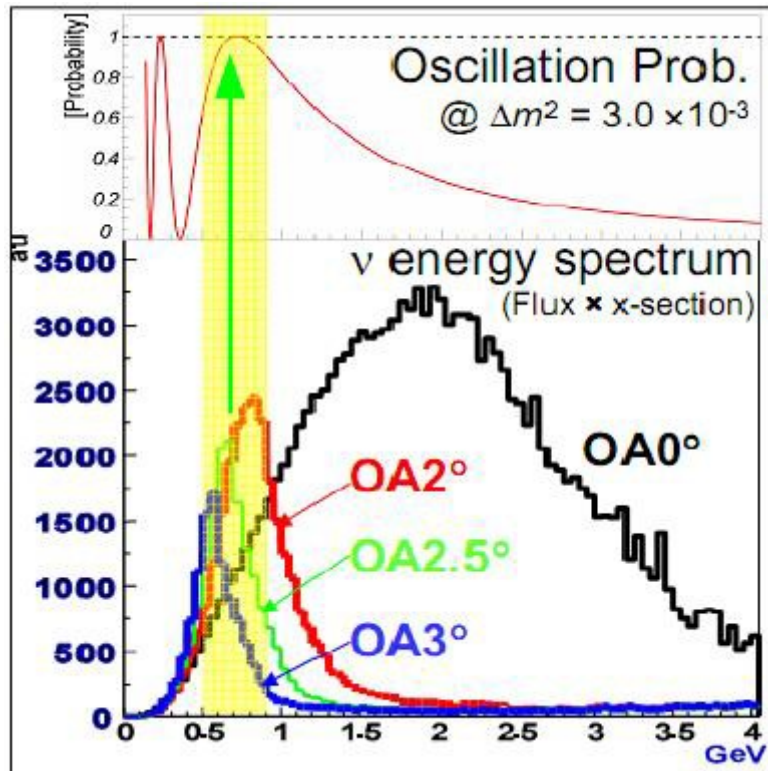 [Probability]
1
0.8
0.6
0.4
0.2
0
Oscillation Prob.
@ Δm² = 3.0 ×10⁻³
au
3500
3000
2500
2000
1500
1000
500
0
ν energy spectrum
(Flux × x-section)
OA0°
OA2°
OA2.5°
OA3°
0 0.5 1 1.5 2 2.5 3 3.5 4
GeV